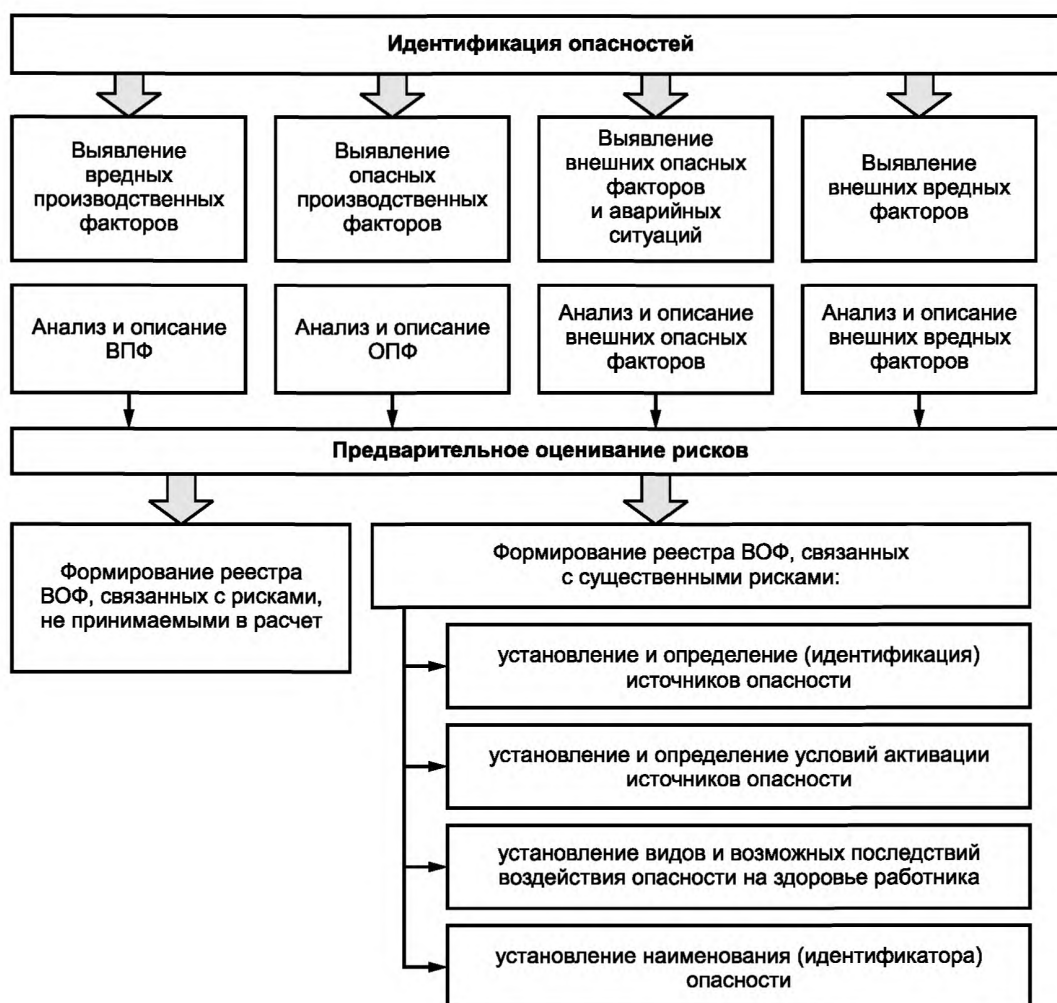 Идентификация опасностей
Выявление
вредных
производственных
факторов
Выявление
опасных
производственных
факторов
Выявление
внешних опасных
факторов
и аварийных
ситуаций
Выявление
внешних вредных
факторов
Анализ и описание
ВПФ
Анализ и описание
ОПФ
Анализ и описание
внешних опасных
факторов
Анализ и описание
внешних вредных
факторов
Предварительное оценивание рисков
Формирование реестра
ВОФ, связанных с рисками,
не принимаемыми в расчет
Формирование реестра ВОФ, связанных
с существенными рисками:
установление и определение (идентификация)
источников опасности
установление и определение условий активации
источников опасности
установление видов и возможных последствий
воздействия опасности на здоровье работника
установление наименования (идентификатора)
опасности